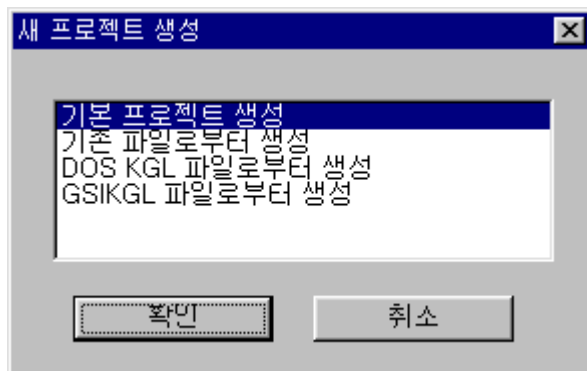 새 프로젝트 생성
기본 프로젝트 생성
기존 파일로부터 생성
DOS KGL 파일로부터 생성
GSIKGL 파일로부터 생성
확인
취소